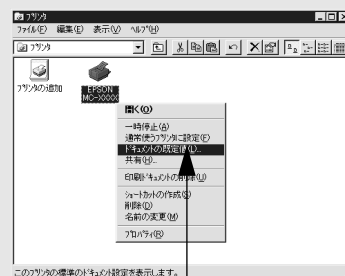 プリンタ
ファイル(F) 編集(E) 表示(V) ヘルプ(H)
プリンタ
プリンタの追加
EPSON
MC-XXXX
開く(O)
一時停止(A)
通常使うプリンタに設定(F)
ドキュメントの既定値(L)...
共有(H)...
印刷ドキュメントの削除(U)
ショートカットの作成(S)
削除(D)
名前の変更(M)
プロパティ(R)
このプリンタの標準のドキュメント設定を表示します。